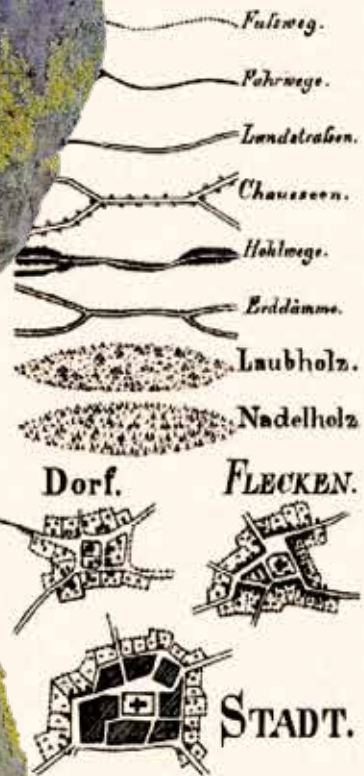 Fuſsweg.
Fahrwege.
Landstraßen.
Chausseen.
Hohlwege.
Erddämme.
Laubholz.
Nadelholz
Dorf.
FLECKEN.
STADT.